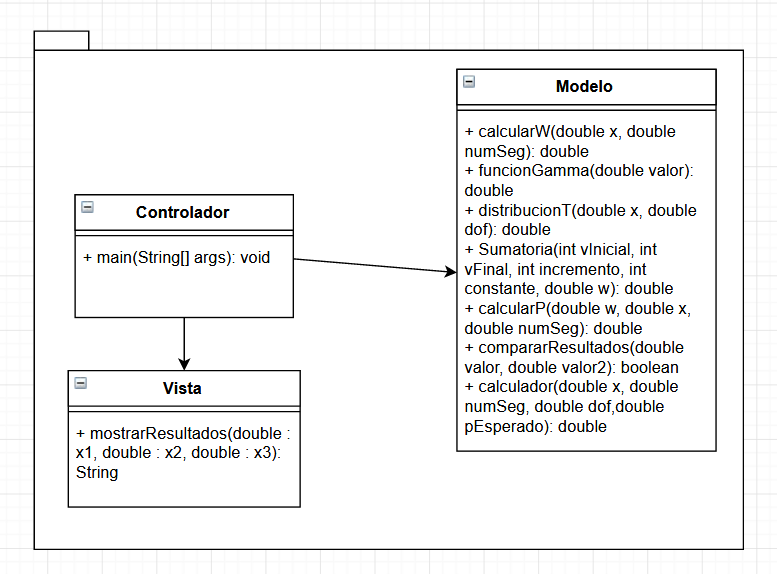 Modelo
+ calcularW(double x, double
numSeg): double
+ funcionGamma(double valor):
double
+ distribucionT(double x, double
dof): double
+ Sumatoria(int vInicial, int
vFinal, int incremento, int
constante, double w): double
+ calcularP(double w, double x,
double numSeg): double
+ compararResultados(double
valor, double valor2): boolean
+ calculador(double x, double
numSeg, double dof,double
pEsperado): double
Controlador
+ main(String[] args): void
Vista
+ mostrarResultados(double :
x1, double : x2, double : x3):
String